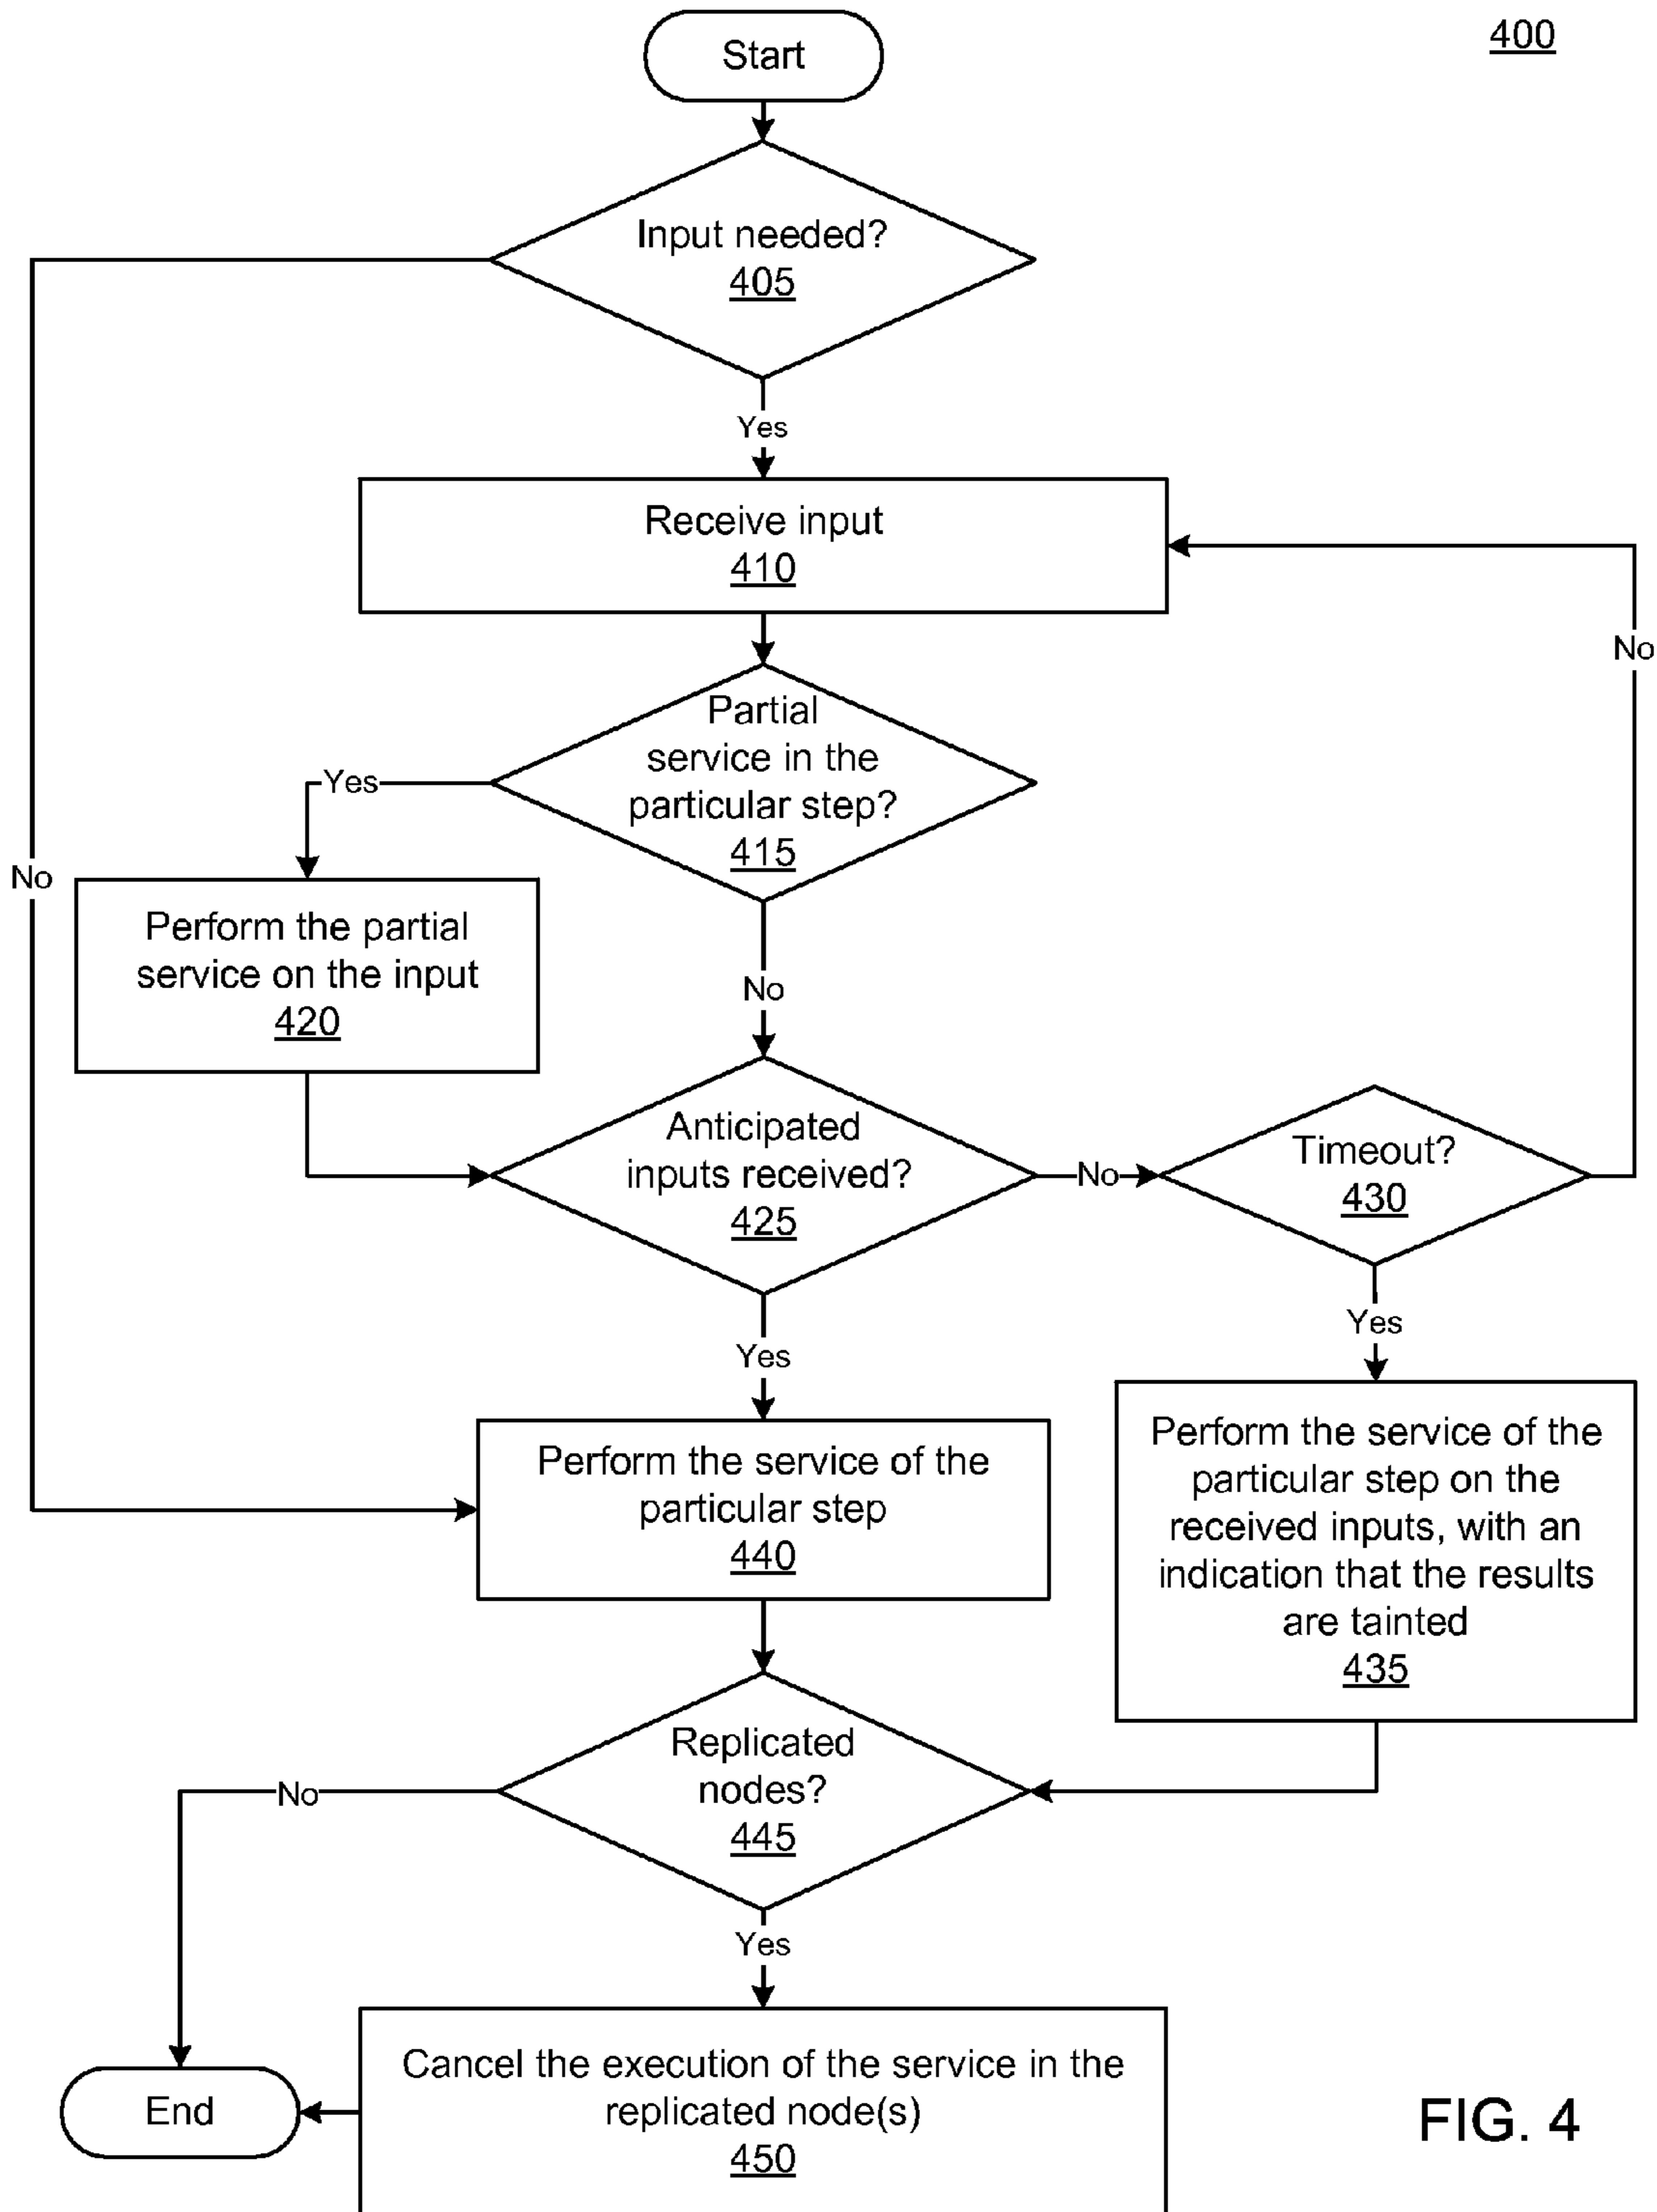 400
Start
Input needed?
405
Yes
Receive input
410
No
Partial
service in the
particular step?
415
Yes
No
Perform the partial
service on the input
420
No
Anticipated
inputs received?
425
No
Timeout?
430
Yes
Yes
Perform the service of the
particular step
440
Perform the service of the
particular step on the
received inputs, with an
indication that the results
are tainted
435
Replicated
nodes?
445
No
Yes
Cancel the execution of the service in the
replicated node(s)
450
End
FIG. 4